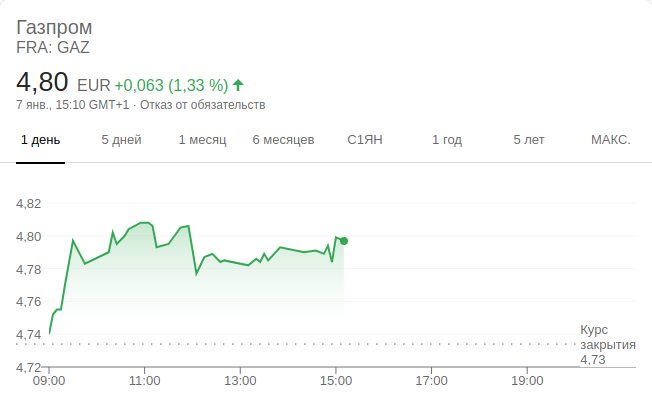 Газпром
FRA: GAZ
4,80 EUR +0,063 (1,33 %)
7 янв., 15:10 GMT+1 · Отказ от обязательств
1 день 5 дней 1 месяц 6 месяцев С1ЯН 1 год 5 лет МАКС.
4,82
4,80
4,78
4,76
4,74
4,72
Курс
закрытия
4,73
09:00 11:00 13:00 15:00 17:00 19:00